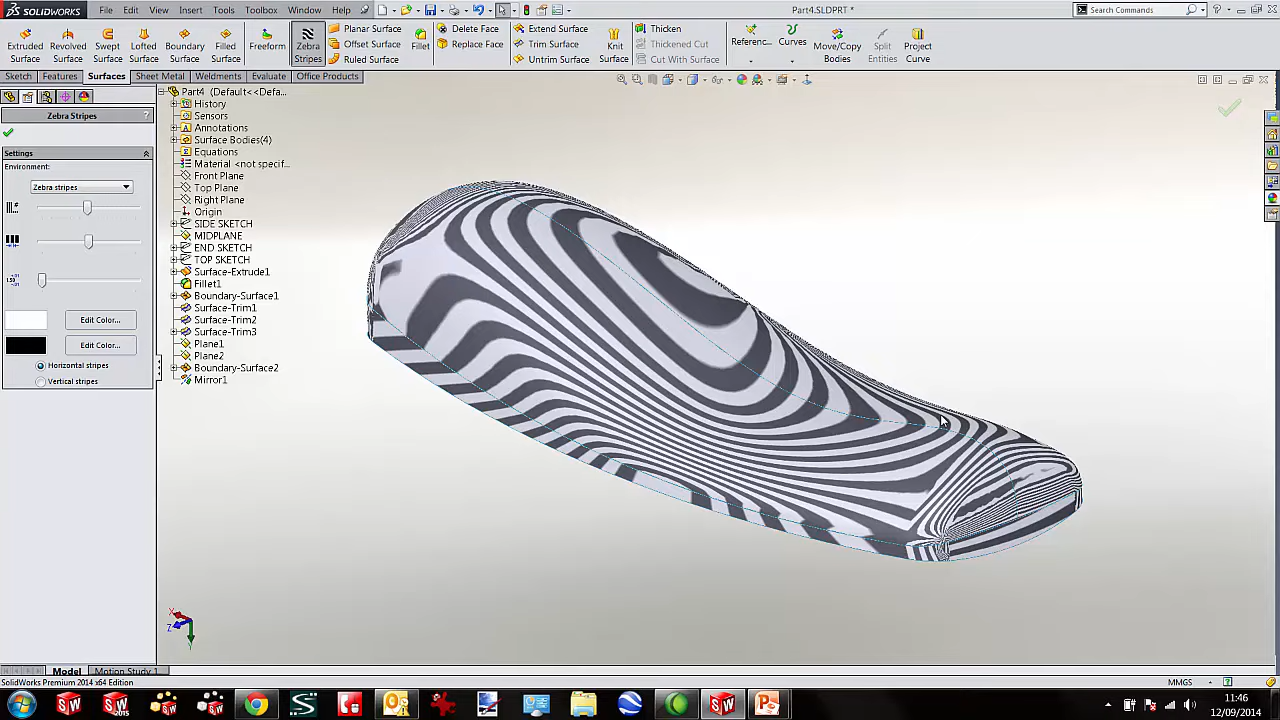 SOLIDWORKS File Edit View Insert Tools Toolbox Window Help Part4.SLDPRT * Search Commands
Extruded Surface
Revolved Surface
Swept Surface
Lofted Surface
Boundary Surface
Filled Surface
Freeform
Zebra Stripes
Planar Surface
Offset Surface
Ruled Surface
Fillet
Delete Face
Replace Face
Extend Surface
Trim Surface
Untrim Surface
Knit Surface
Thicken
Thickened Cut
Cut With Surface
Referenc...
Curves
Move/Copy Bodies
Split Entities
Project Curve
Sketch Features Surfaces Sheet Metal Weldments Evaluate Office Products
Zebra Stripes ?
Settings
Environment:
Zebra stripes
Edit Color...
Edit Color...
Horizontal stripes
Vertical stripes
Part4 (Default<<Defa...
History
Sensors
Annotations
Surface Bodies(4)
Equations
Material <not specif...
Front Plane
Top Plane
Right Plane
Origin
SIDE SKETCH
MIDPLANE
END SKETCH
TOP SKETCH
Surface-Extrude1
Fillet1
Boundary-Surface1
Surface-Trim1
Surface-Trim2
Surface-Trim3
Plane1
Plane2
Boundary-Surface2
Mirror1
X
Z
Y
Model Motion Study 1
SolidWorks Premium 2014 x64 Edition MMGS
11:46
12/09/2014